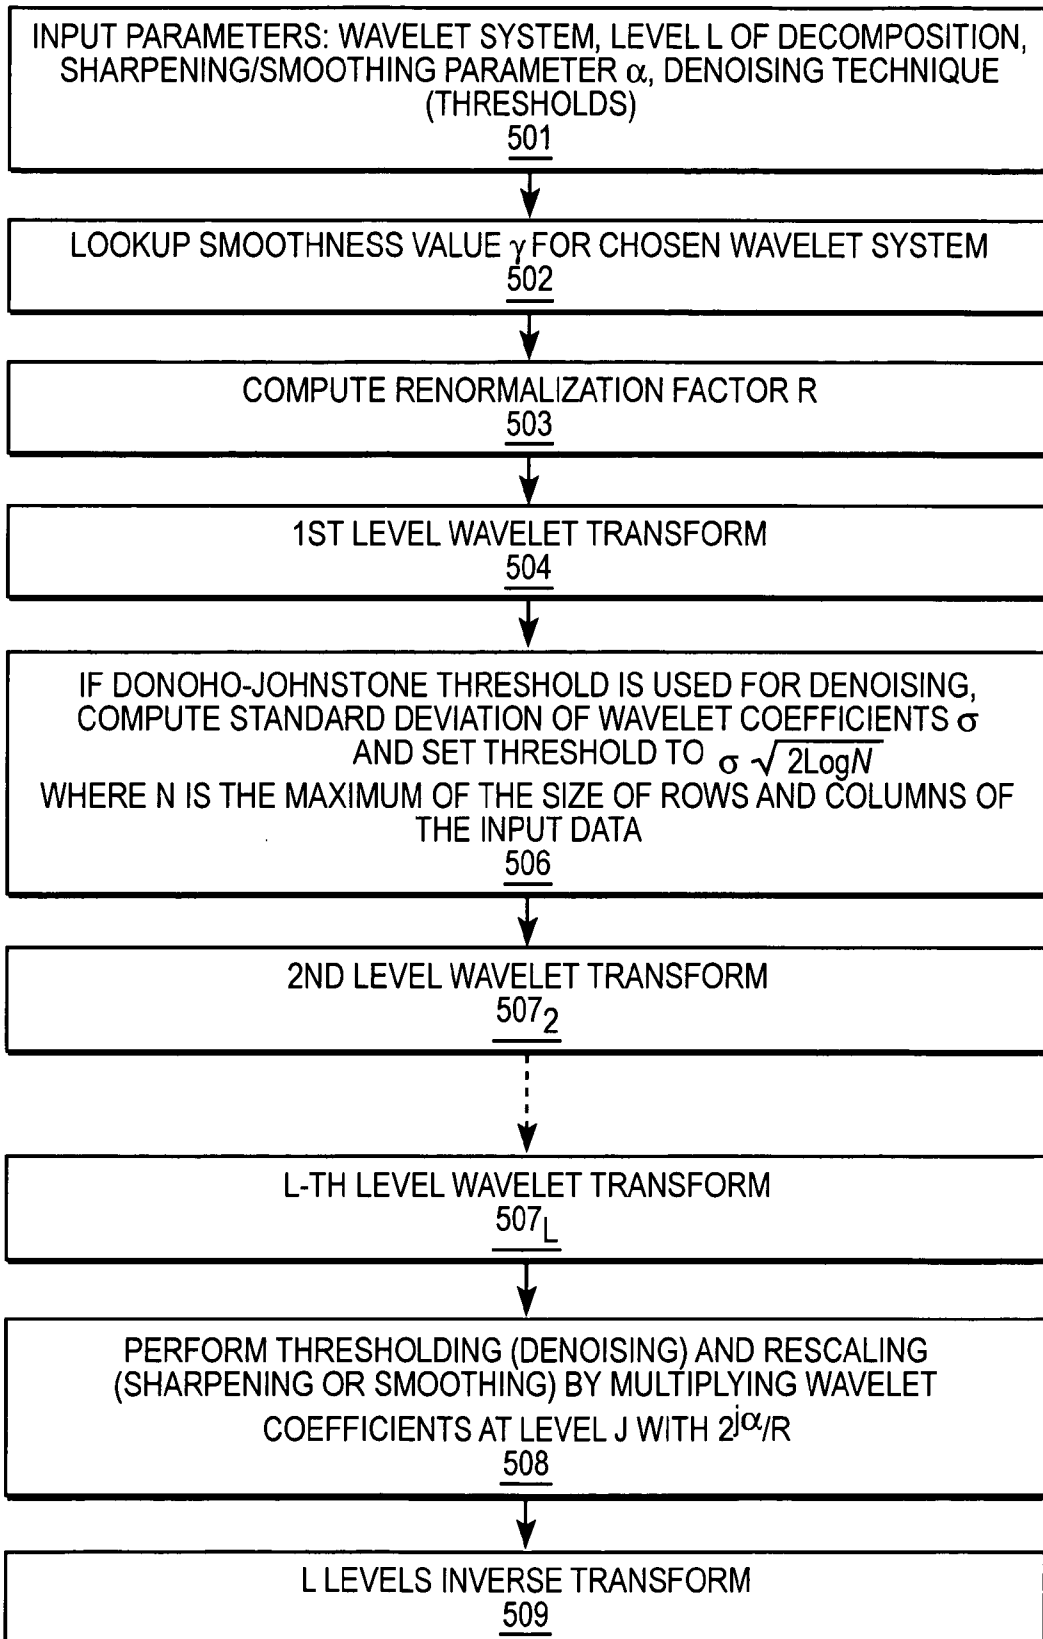 INPUT PARAMETERS: WAVELET SYSTEM, LEVEL L OF DECOMPOSITION,
SHARPENING/SMOOTHING PARAMETER α, DENOISING TECHNIQUE
(THRESHOLDS)
501
LOOKUP SMOOTHNESS VALUE γ FOR CHOSEN WAVELET SYSTEM
502
COMPUTE RENORMALIZATION FACTOR R
503
1ST LEVEL WAVELET TRANSFORM
504
IF DONOHO-JOHNSTONE THRESHOLD IS USED FOR DENOISING,
COMPUTE STANDARD DEVIATION OF WAVELET COEFFICIENTS σ
AND SET THRESHOLD TO σ √2LogN
WHERE N IS THE MAXIMUM OF THE SIZE OF ROWS AND COLUMNS OF
THE INPUT DATA
506
2ND LEVEL WAVELET TRANSFORM
507₂
L-TH LEVEL WAVELET TRANSFORM
507_L
PERFORM THRESHOLDING (DENOISING) AND RESCALING
(SHARPENING OR SMOOTHING) BY MULTIPLYING WAVELET
COEFFICIENTS AT LEVEL J WITH 2^jα/R
508
L LEVELS INVERSE TRANSFORM
509